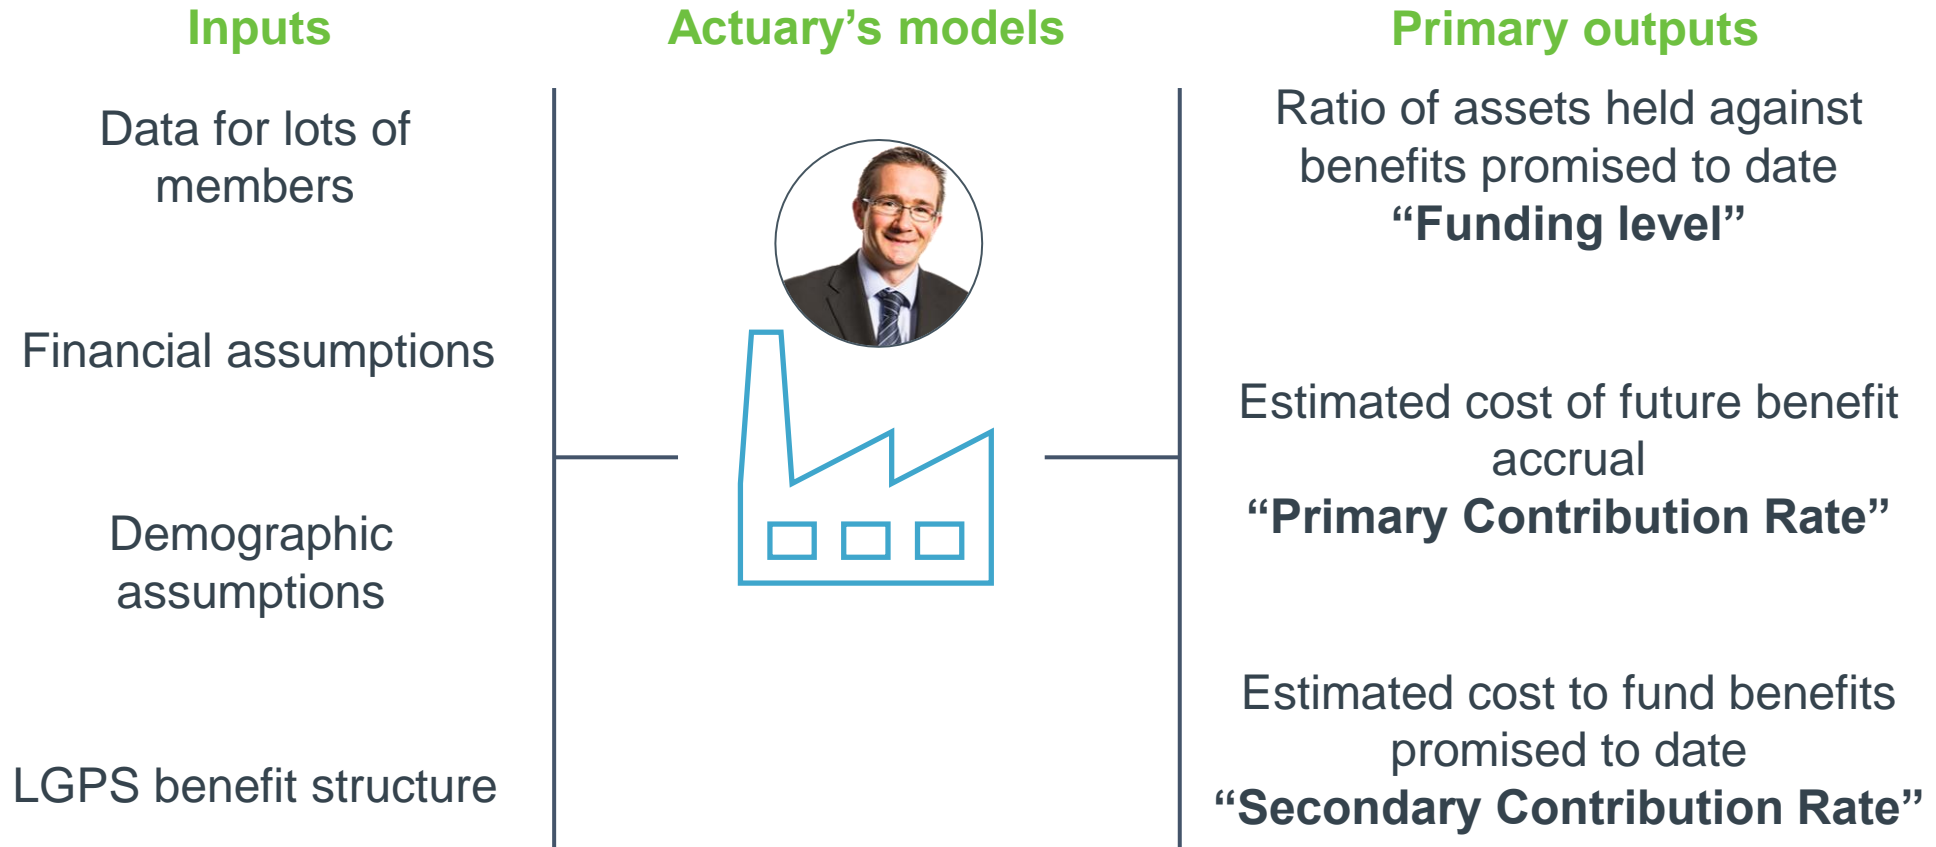 Inputs
Data for lots of
members
Financial assumptions
Demographic
assumptions
LGPS benefit structure
Actuary’s models
Primary outputs
Ratio of assets held against
benefits promised to date
“Funding level”
Estimated cost of future benefit
accrual
“Primary Contribution Rate”
Estimated cost to fund benefits
promised to date
“Secondary Contribution Rate”